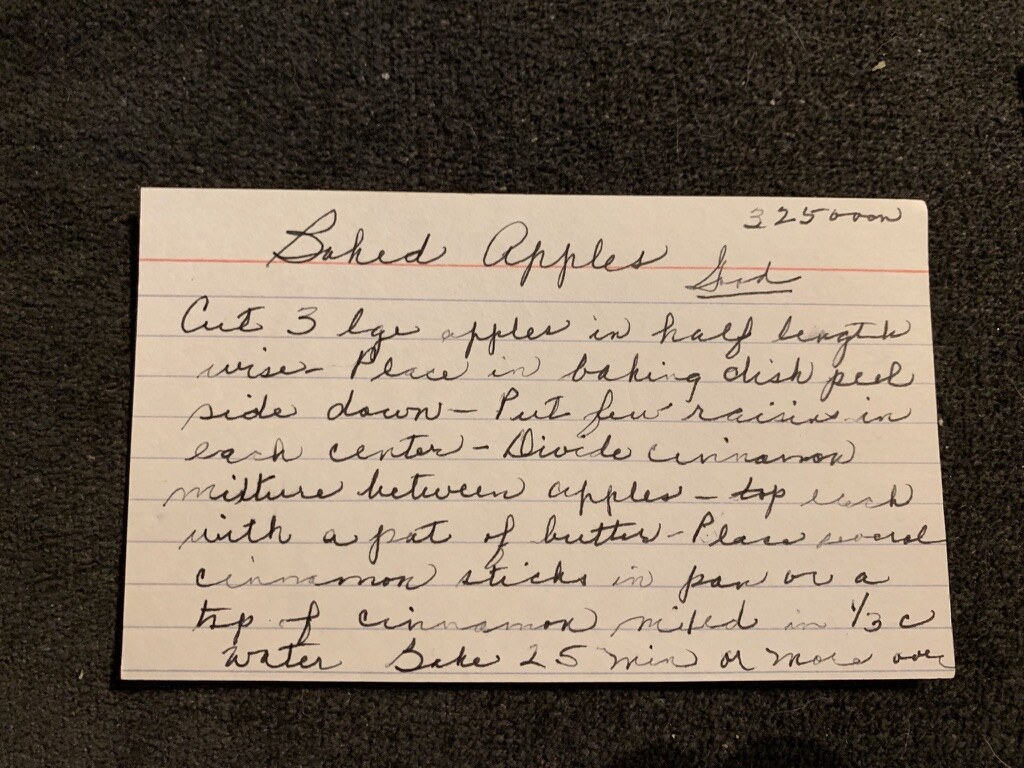 325 oven
Baked Apples
Good
Cut 3 lge apples in half length
wise - Place in baking dish peel
side down - Put few raisins in
each center - Divide cinnamon
mixture between apples - top each
with a pat of butter - Place several
cinnamon sticks in pan or a
tsp of cinnamon mixed in 1/3 c
water Bake 25 min or more over